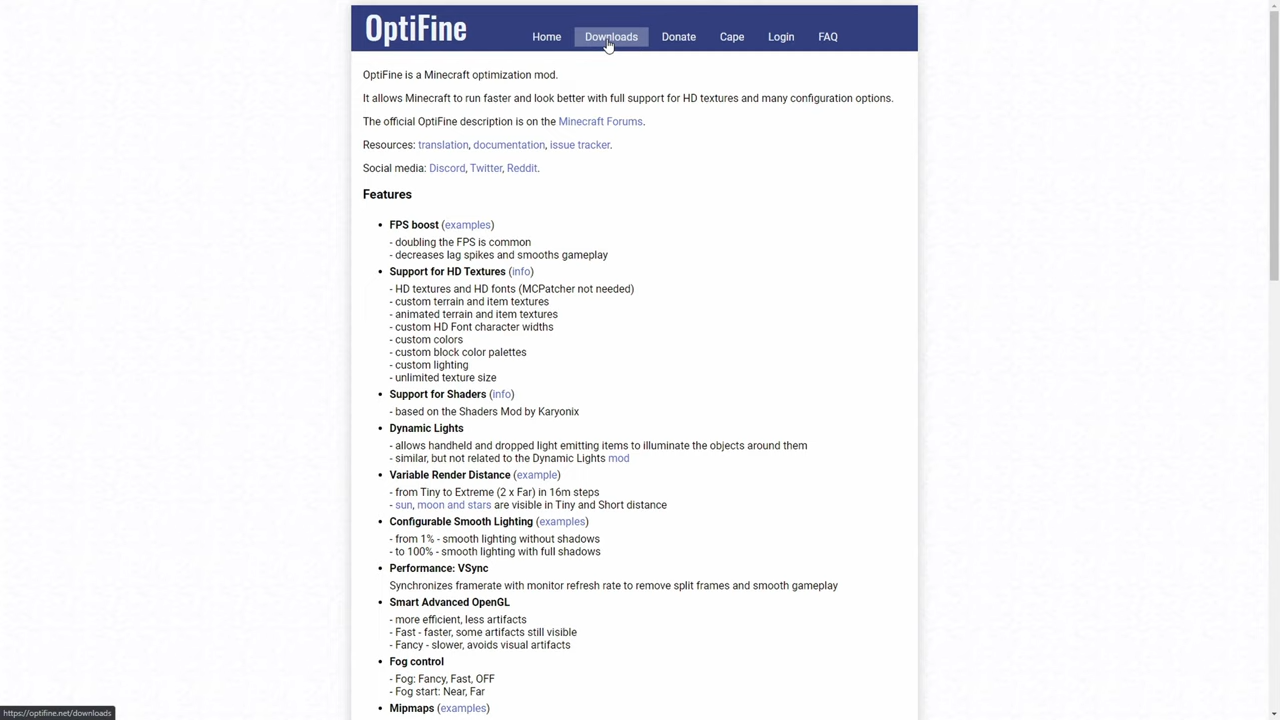 OptiFine
Home Downloads Donate Cape Login FAQ
OptiFine is a Minecraft optimization mod.
It allows Minecraft to run faster and look better with full support for HD textures and many configuration options.
The official OptiFine description is on the Minecraft Forums.
Resources: translation, documentation, issue tracker.
Social media: Discord, Twitter, Reddit.
Features
• FPS boost (examples)
- doubling the FPS is common
- decreases lag spikes and smooths gameplay
• Support for HD Textures (info)
- HD textures and HD fonts (MCPatcher not needed)
- custom terrain and item textures
- animated terrain and item textures
- custom HD Font character widths
- custom colors
- custom block color palettes
- custom lighting
- unlimited texture size
• Support for Shaders (info)
- based on the Shaders Mod by Karyonix
• Dynamic Lights
- allows handheld and dropped light emitting items to illuminate the objects around them
- similar, but not related to the Dynamic Lights mod
• Variable Render Distance (example)
- from Tiny to Extreme (2 x Far) in 16m steps
- sun, moon and stars are visible in Tiny and Short distance
• Configurable Smooth Lighting (examples)
- from 1% - smooth lighting without shadows
- to 100% - smooth lighting with full shadows
• Performance: VSync
Synchronizes framerate with monitor refresh rate to remove split frames and smooth gameplay
• Smart Advanced OpenGL
- more efficient, less artifacts
- Fast - faster, some artifacts still visible
- Fancy - slower, avoids visual artifacts
• Fog control
- Fog: Fancy, Fast, OFF
- Fog start: Near, Far
• Mipmaps (examples)
https://optifine.net/downloads